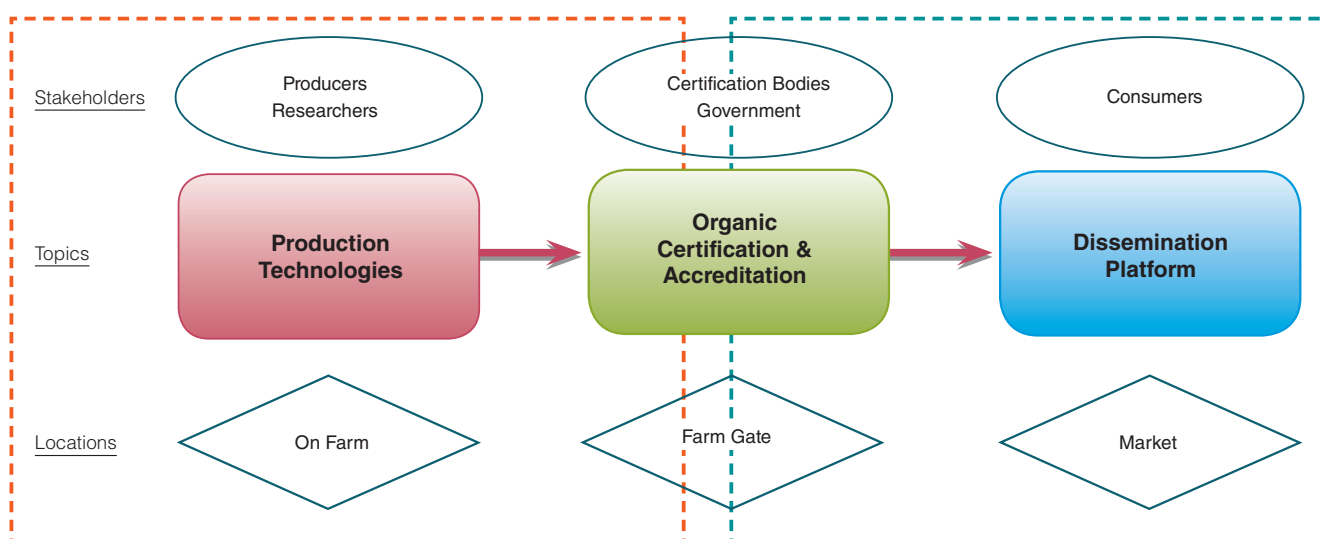 Stakeholders
Producers
Researchers
Certification Bodies
Government
Consumers
Topics
Production
Technologies
Organic
Certification &
Accreditation
Dissemination
Platform
Locations
On Farm
Farm Gate
Market